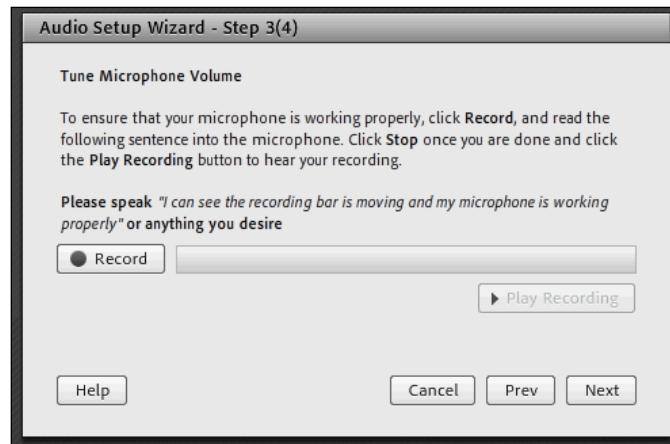 Audio Setup Wizard - Step 3(4)
Tune Microphone Volume
To ensure that your microphone is working properly, click Record, and read the
following sentence into the microphone. Click Stop once you are done and click
the Play Recording button to hear your recording.
Please speak "I can see the recording bar is moving and my microphone is working
properly" or anything you desire
Record
Play Recording
Help Cancel Prev Next